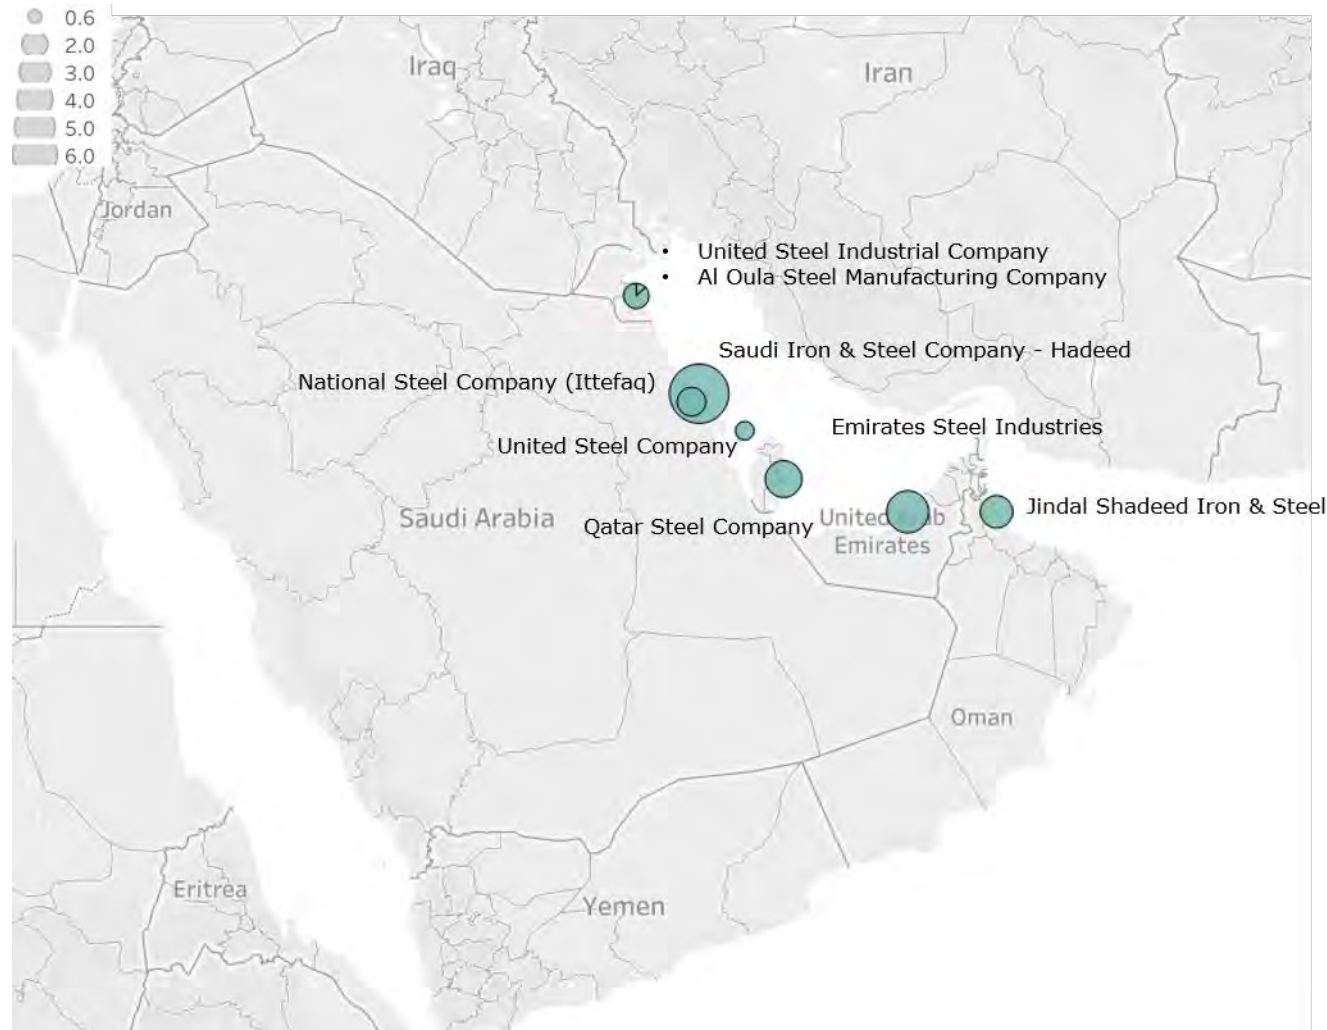 0.6
2.0
3.0
4.0
5.0
6.0
Iraq
Iran
Jordan
• United Steel Industrial Company
• Al Oula Steel Manufacturing Company
Saudi Iron & Steel Company - Hadeed
National Steel Company (Ittefaq)
Emirates Steel Industries
United Steel Company
Jindal Shadeed Iron & Steel
Saudi Arabia
Qatar Steel Company
United Arab
Emirates
Oman
Eritrea
Yemen